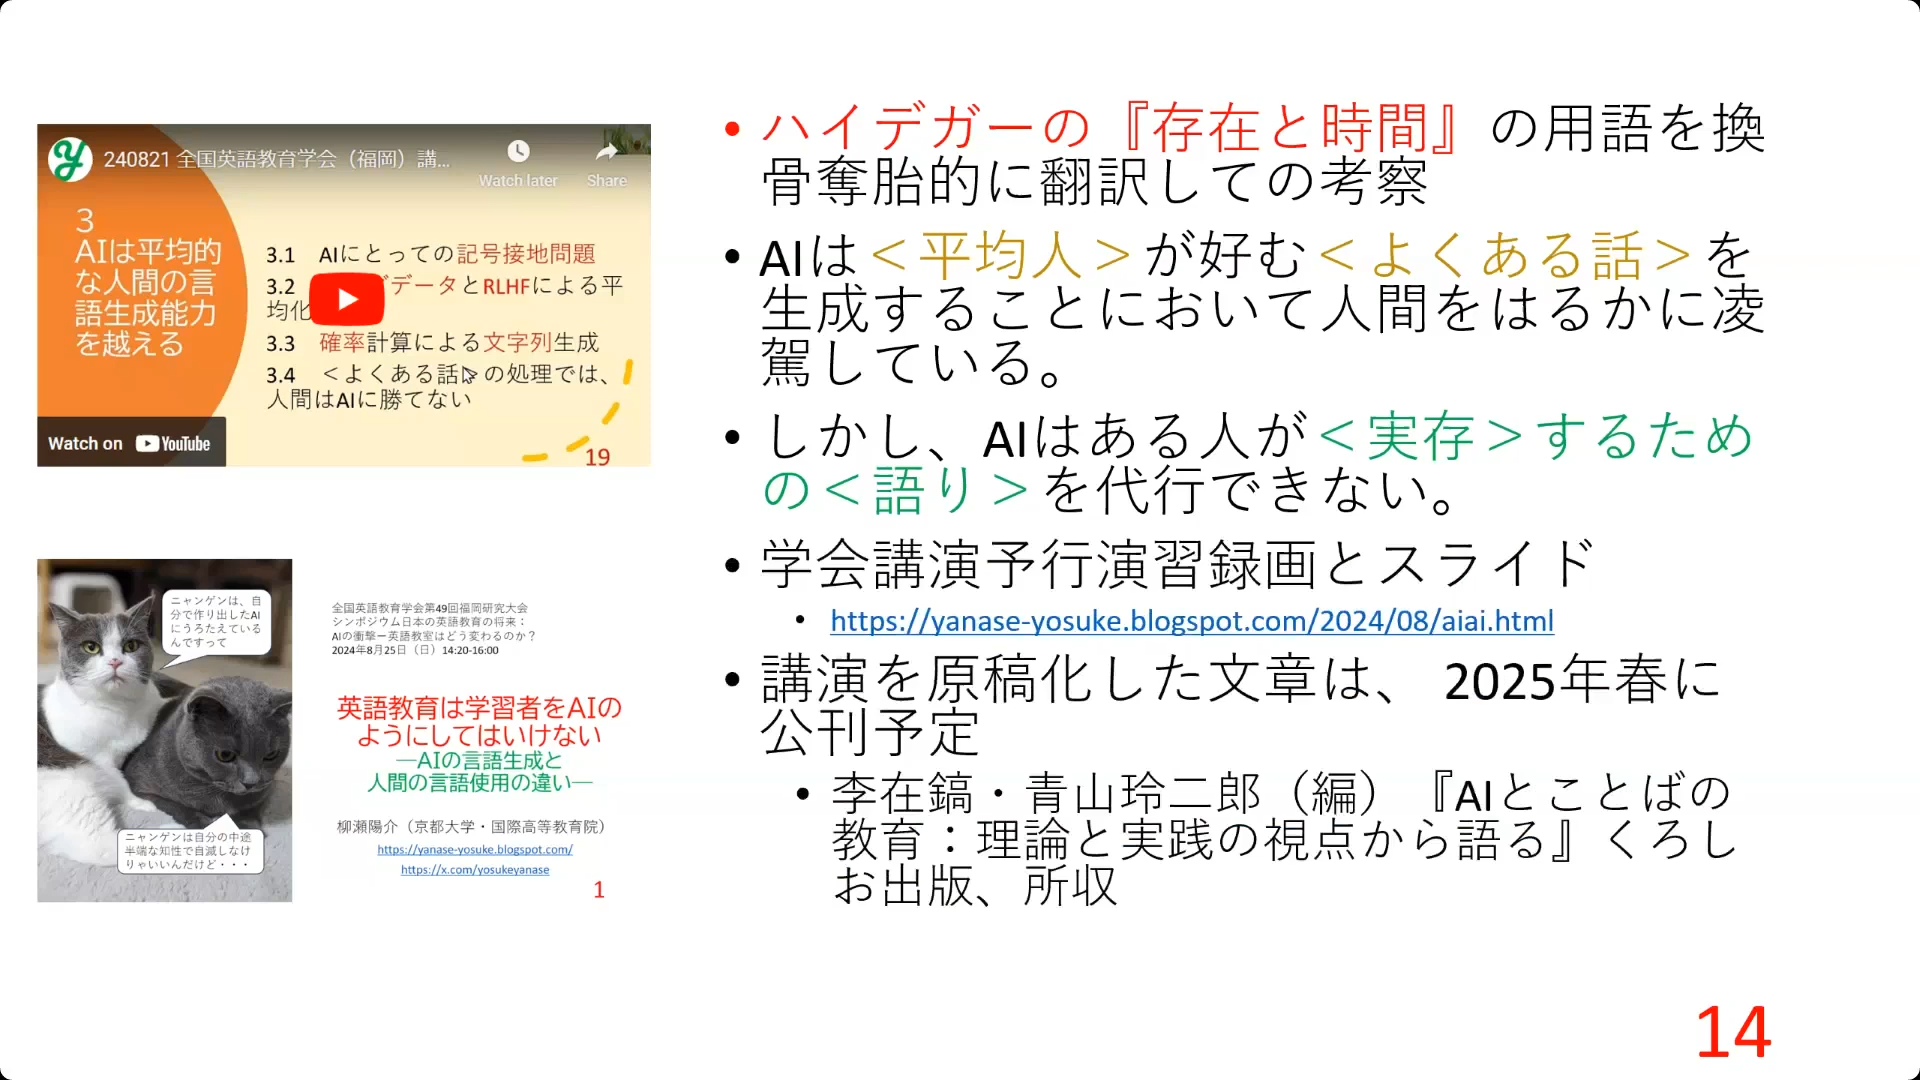 240821 全国英語教育学会（福岡）講...
Watch later
Share
3
AIは平均的
な人間の言
語生成能力
を越える
3.1 AIにとっての記号接地問題
3.2 データとRLHFによる平
均化
3.3 確率計算による文字列生成
3.4 ＜よくある話＞の処理では、
人間はAIに勝てない
Watch on YouTube
19
ニャンゲンは、自
分で作り出したAI
にうろたえている
んですって
ニャンゲンは自分の中途
半端な知性で自滅しなけ
りゃいいんだけど・・・
全国英語教育学会第49回福岡研究大会
シンポジウム日本の英語教育の将来：
AIの衝撃ー英語教室はどう変わるのか？
2024年8月25日（日）14:20-16:00
英語教育は学習者をAIの
ようにしてはいけない
―AIの言語生成と
人間の言語使用の違い―
柳瀬陽介（京都大学・国際高等教育院）
https://yanase-yosuke.blogspot.com/
https://x.com/yosukeyanase
1
• ハイデガーの『存在と時間』の用語を換
骨奪胎的に翻訳しての考察
• AIは＜平均人＞が好む＜よくある話＞を
生成することにおいて人間をはるかに凌
駕している。
• しかし、AIはある人が＜実存＞するため
の＜語り＞を代行できない。
• 学会講演予行演習録画とスライド
• https://yanase-yosuke.blogspot.com/2024/08/aiai.html
• 講演を原稿化した文章は、 2025年春に
公刊予定
• 李在鎬・青山玲二郎（編）『AIとことばの
教育：理論と実践の視点から語る』くろし
お出版、所収
14